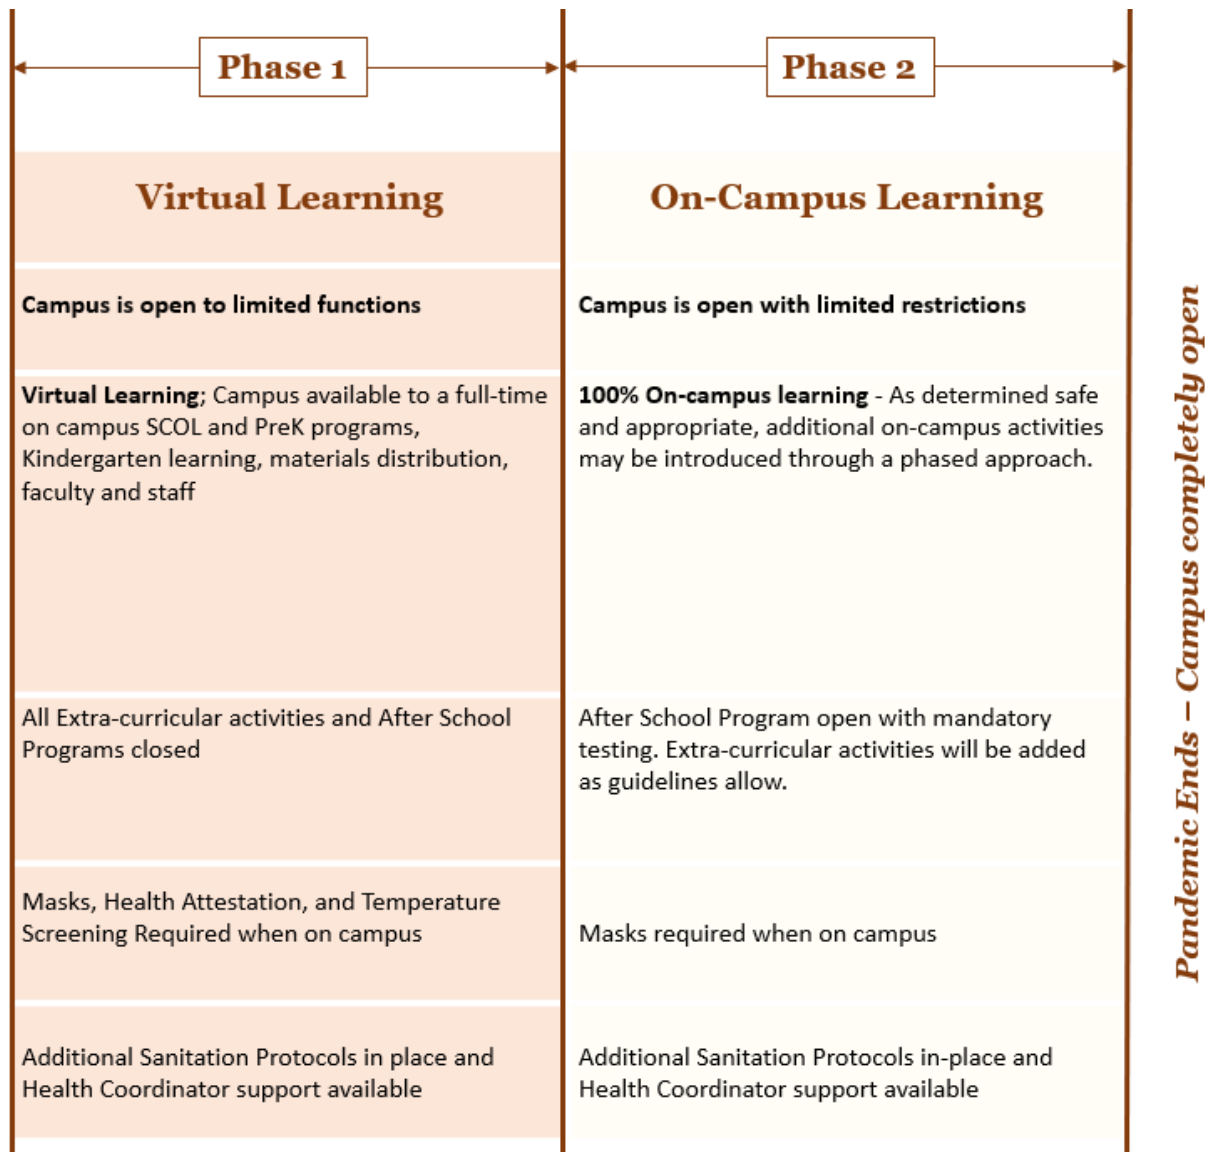 Phase 1
Phase 2
Virtual Learning
On-Campus Learning
Campus is open to limited functions
Campus is open with limited restrictions
Virtual Learning; Campus available to a full-time
on campus SCOL and PreK programs,
Kindergarten learning, materials distribution,
faculty and staff
100% On-campus learning - As determined safe
and appropriate, additional on-campus activities
may be introduced through a phased approach.
All Extra-curricular activities and After School
Programs closed
After School Program open with mandatory
testing. Extra-curricular activities will be added
as guidelines allow.
Masks, Health Attestation, and Temperature
Screening Required when on campus
Masks required when on campus
Additional Sanitation Protocols in place and
Health Coordinator support available
Additional Sanitation Protocols in-place and
Health Coordinator support available
Pandemic Ends – Campus completely open